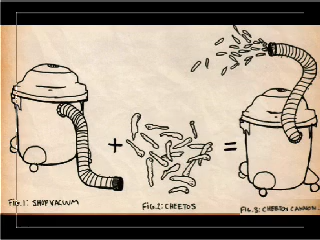 FIG.1: SHOP VACUUM
+
FIG.2: CHEETOS
=
FIG.3: CHEETOS CANNON